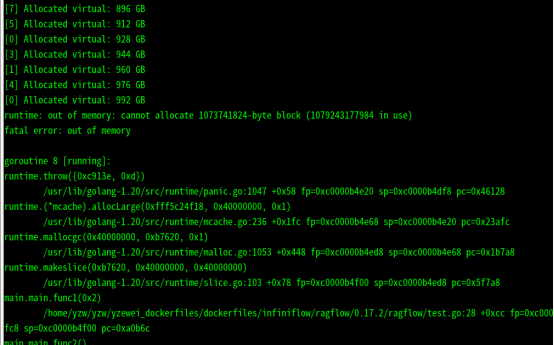 [7] Allocated virtual: 896 GB
[5] Allocated virtual: 912 GB
[0] Allocated virtual: 928 GB
[3] Allocated virtual: 944 GB
[1] Allocated virtual: 960 GB
[4] Allocated virtual: 976 GB
[0] Allocated virtual: 992 GB
runtime: out of memory: cannot allocate 1073741824-byte block (1079243177984 in use)
fatal error: out of memory
goroutine 8 [running]:
runtime.throw({0xc913e, 0xd})
/usr/lib/golang-1.20/src/runtime/panic.go:1047 +0x58 fp=0xc0000b4e20 sp=0xc0000b4df8 pc=0x46128
runtime.(*mcache).allocLarge(0xfff5c24f18, 0x40000000, 0x1)
/usr/lib/golang-1.20/src/runtime/mcache.go:236 +0x1fc fp=0xc0000b4e68 sp=0xc0000b4e20 pc=0x23afc
runtime.mallocgc(0x40000000, 0xb7620, 0x1)
/usr/lib/golang-1.20/src/runtime/malloc.go:1053 +0x448 fp=0xc0000b4ed8 sp=0xc0000b4e68 pc=0x1b7a8
runtime.makeslice(0xb7620, 0x40000000, 0x40000000)
/usr/lib/golang-1.20/src/runtime/slice.go:103 +0x78 fp=0xc0000b4f00 sp=0xc0000b4ed8 pc=0x5f7a8
main.main.func1(0x2)
/home/yzw/yzw/yzewei_dockerfiles/dockerfiles/infiniflow/ragflow/0.17.2/ragflow/test.go:28 +0xcc fp=0xc000
fc8 sp=0xc0000b4f00 pc=0xa0b6c
main.main.func2()